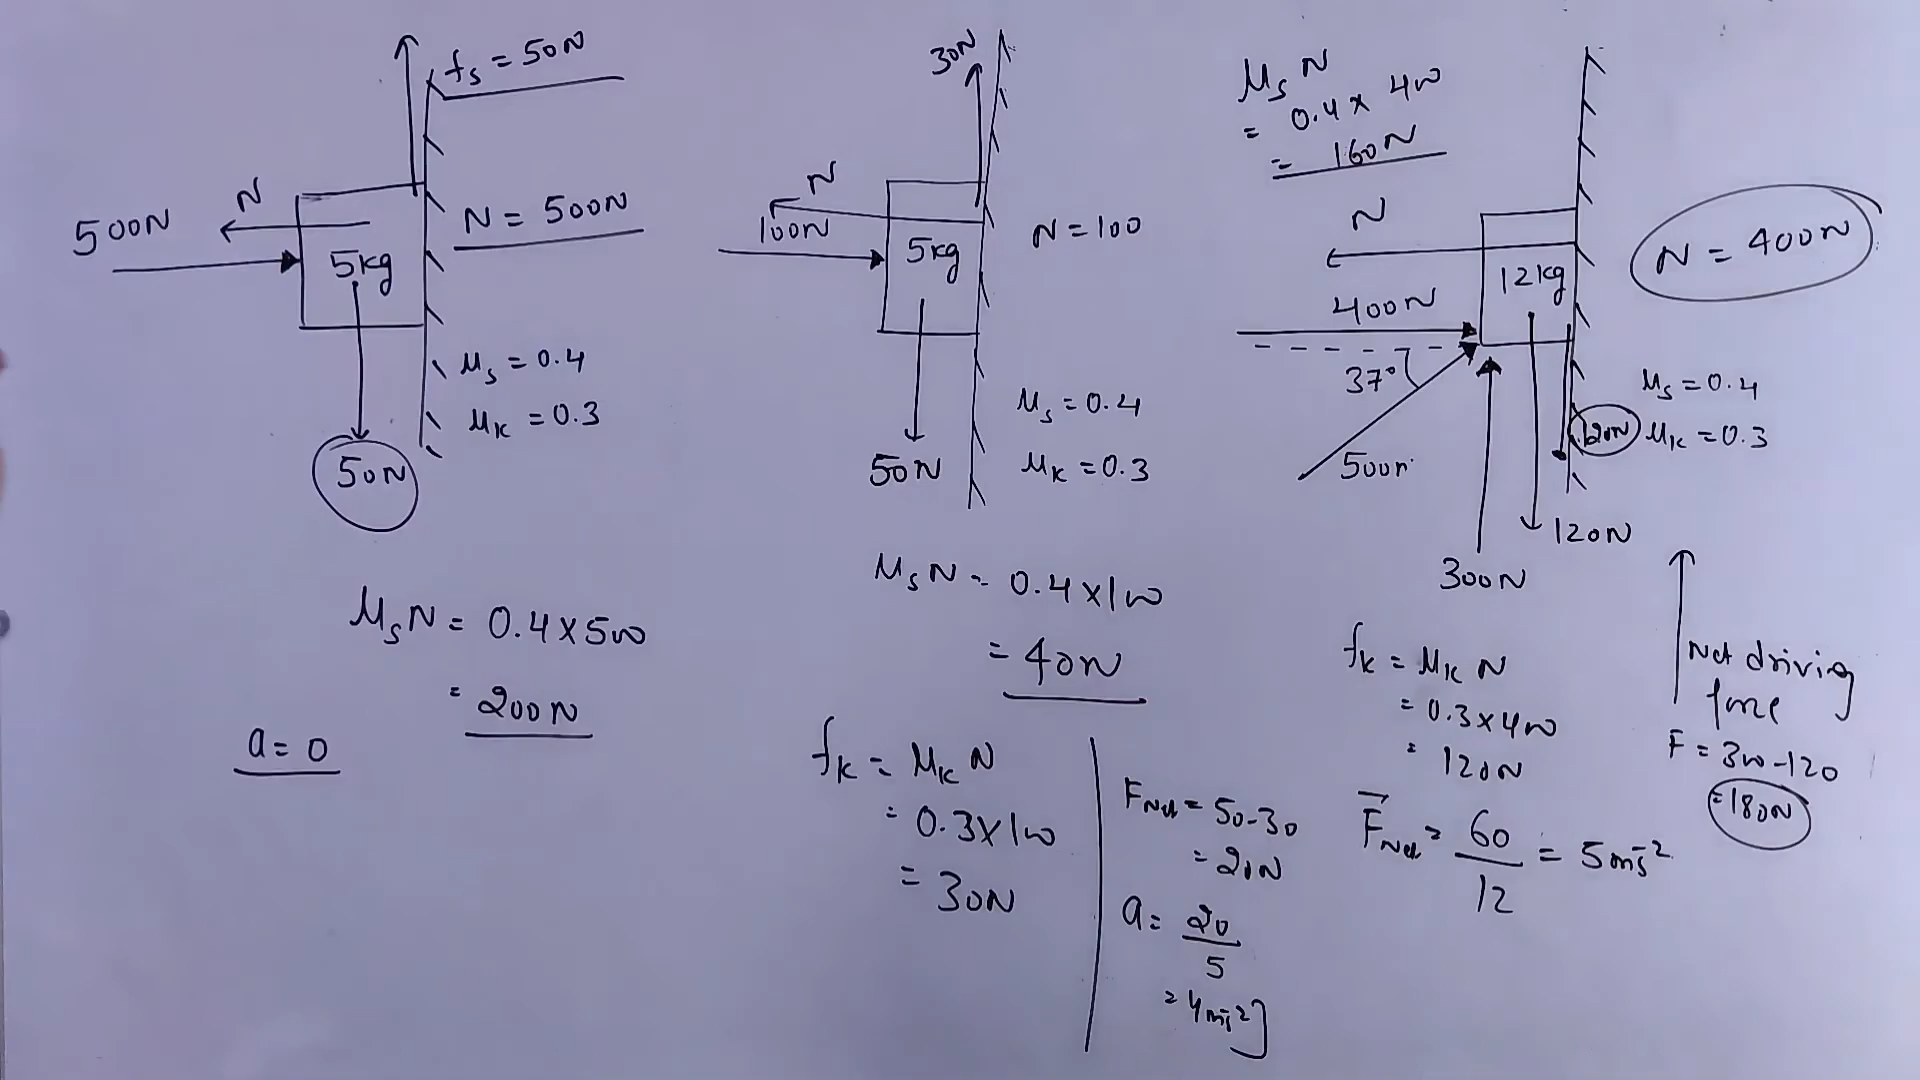 fs = 50N
N
500N
5kg
N = 500N
50N
μs = 0.4
μk = 0.3
μsN = 0.4 x 500
= 200N
a = 0
30N
N
100N
5kg
N = 100
50N
μs = 0.4
μk = 0.3
μsN = 0.4 x 100
= 40N
fk = μk N
= 0.3 x 100
= 30N
FNet = 50-30
= 20N
a = 20/5
= 4ms⁻²
μs N
= 0.4 x 400
= 160N
N
400N
12kg
N = 400N
37°
500N
300N
120N
120N
μs = 0.4
μk = 0.3
fk = μk N
= 0.3 x 400
= 120N
Net driving
force
F = 300-120
= 180N
FNet = 60/12 = 5ms⁻²